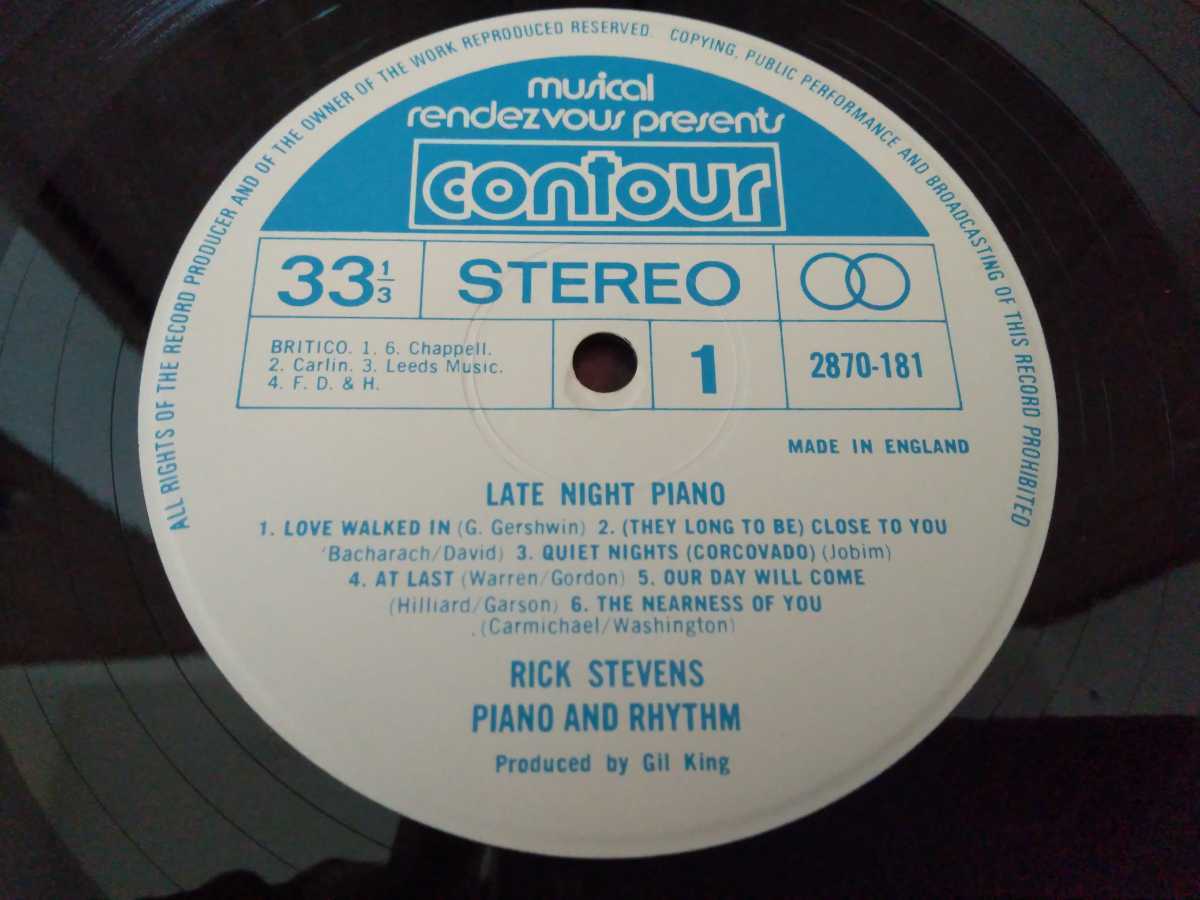 ALL RIGHTS OF THE RECORD PRODUCER AND OF THE OWNER OF THE WORK REPRODUCED RESERVED. COPYING, PUBLIC PERFORMANCE AND BROADCASTING OF THIS RECORD PROHIBITED
musical
rendezvous presents
contour
33 1/3
STEREO
BRITICO. 1. 6. Chappell.
2. Carlin. 3. Leeds Music.
4. F. D. & H.
1
2870-181
MADE IN ENGLAND
LATE NIGHT PIANO
1. LOVE WALKED IN (G. Gershwin) 2. (THEY LONG TO BE) CLOSE TO YOU
(Bacharach/David) 3. QUIET NIGHTS (CORCOVADO) (Jobim)
4. AT LAST (Warren/Gordon) 5. OUR DAY WILL COME
(Hilliard/Garson) 6. THE NEARNESS OF YOU
(Carmichael/Washington)
RICK STEVENS
PIANO AND RHYTHM
Produced by Gil King